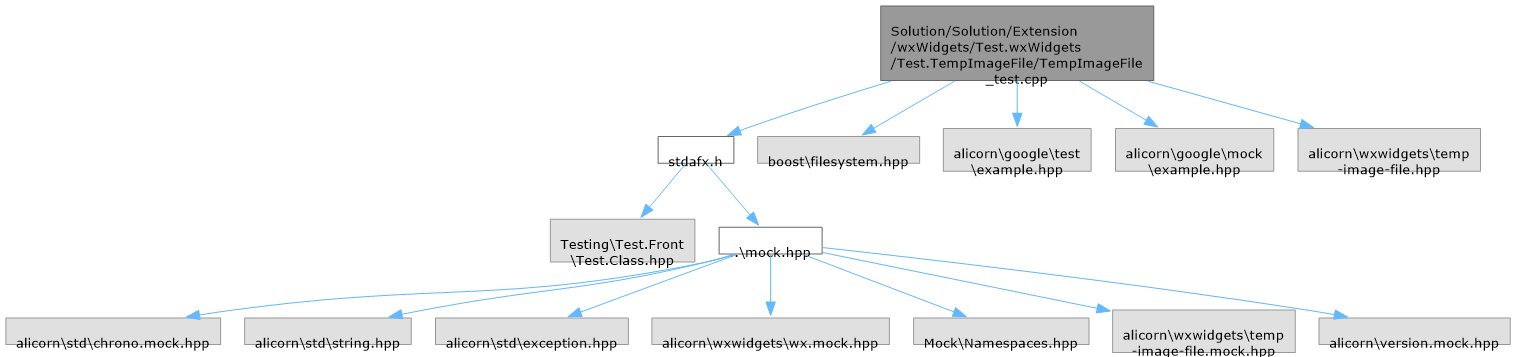 Solution/Solution/Extension
/wxWidgets/Test.wxWidgets
/Test.TempImageFile/TempImageFile
_test.cpp
stdafx.h
boost\filesystem.hpp
alicorn\google\test
\example.hpp
alicorn\google\mock
\example.hpp
alicorn\wxwidgets\temp
-image-file.hpp
Testing\Test.Front
\Test.Class.hpp
.\mock.hpp
alicorn\std\chrono.mock.hpp
alicorn\std\string.hpp
alicorn\std\exception.hpp
alicorn\wxwidgets\wx.mock.hpp
Mock\Namespaces.hpp
alicorn\wxwidgets\temp
-image-file.mock.hpp
alicorn\version.mock.hpp